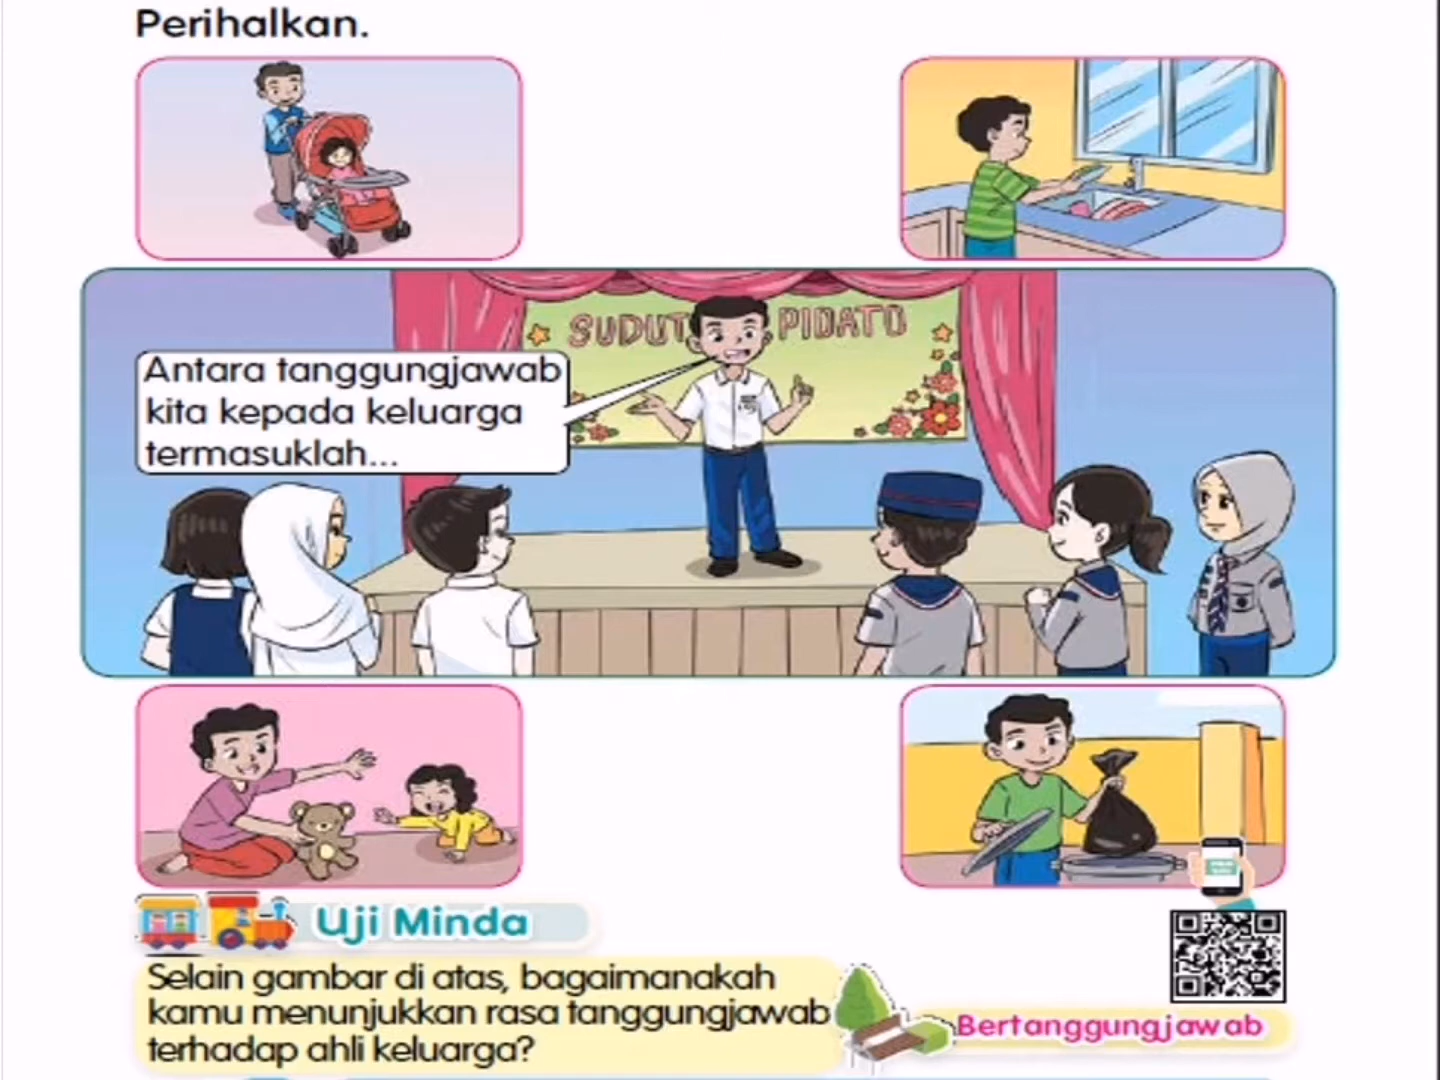 Perihalkan.
SUDUT PIDATO
Antara tanggungjawab
kita kepada keluarga
termasuklah...
Uji Minda
Selain gambar di atas, bagaimanakah
kamu menunjukkan rasa tanggungjawab
terhadap ahli keluarga?
Bertanggungjawab